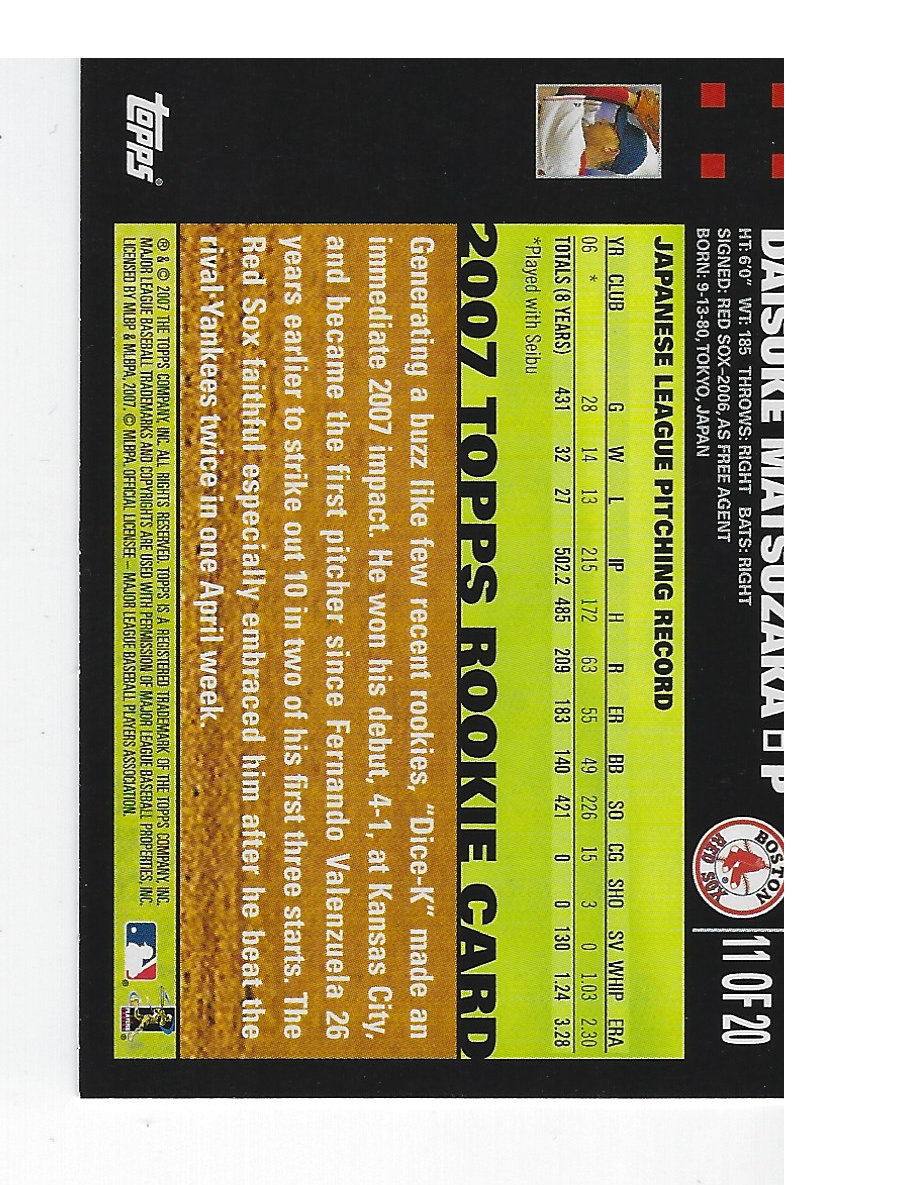 DAISUKE MATSUZAKA P
11 OF 20
BOSTON
RED SOX
HT: 6'0" WT: 185 THROWS: RIGHT BATS: RIGHT
SIGNED: RED SOX–2006, AS FREE AGENT
BORN: 9-13-80, TOKYO, JAPAN
JAPANESE LEAGUE PITCHING RECORD
YR CLUB G W L IP H R ER BB SO CG SHO SV WHIP ERA
06 * 28 14 13 215 172 63 55 49 226 15 3 0 1.03 2.30
TOTALS (8 YEARS) 431 32 27 502.2 485 209 183 140 421 0 0 130 1.24 3.28
*Played with Seibu
2007 TOPPS ROOKIE CARD
Generating a buzz like few recent rookies, "Dice-K" made an
immediate 2007 impact. He won his debut, 4-1, at Kansas City,
and became the first pitcher since Fernando Valenzuela 26
years earlier to strike out 10 in two of his first three starts. The
Red Sox faithful especially embraced him after he beat the
rival Yankees twice in one April week.
® & © 2007 THE TOPPS COMPANY, INC. ALL RIGHTS RESERVED. TOPPS IS A REGISTERED TRADEMARK OF THE TOPPS COMPANY, INC.
MAJOR LEAGUE BASEBALL TRADEMARKS AND COPYRIGHTS ARE USED WITH PERMISSION OF MAJOR LEAGUE BASEBALL PROPERTIES, INC.
LICENSED BY MLBP & MLBPA, 2007. © MLBPA. OFFICIAL LICENSEE – MAJOR LEAGUE BASEBALL PLAYERS ASSOCIATION.
topps®